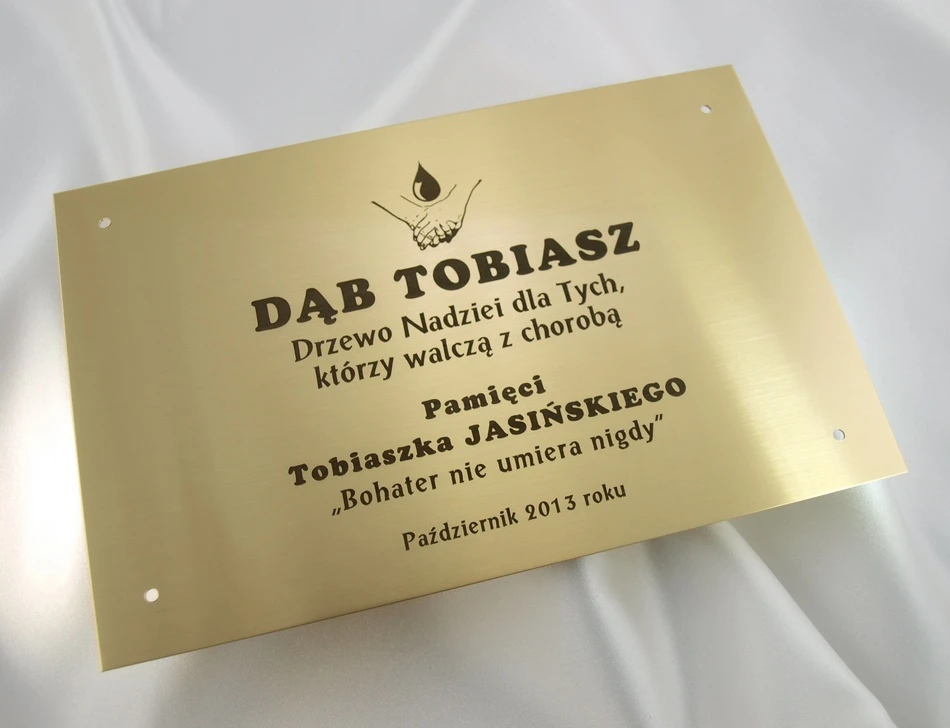 DĄB TOBIASZ
Drzewo Nadziei dla Tych,
którzy walczą z chorobą
Pamięci
Tobiaszka JASIŃSKIEGO
„Bohater nie umiera nigdy”
Październik 2013 roku